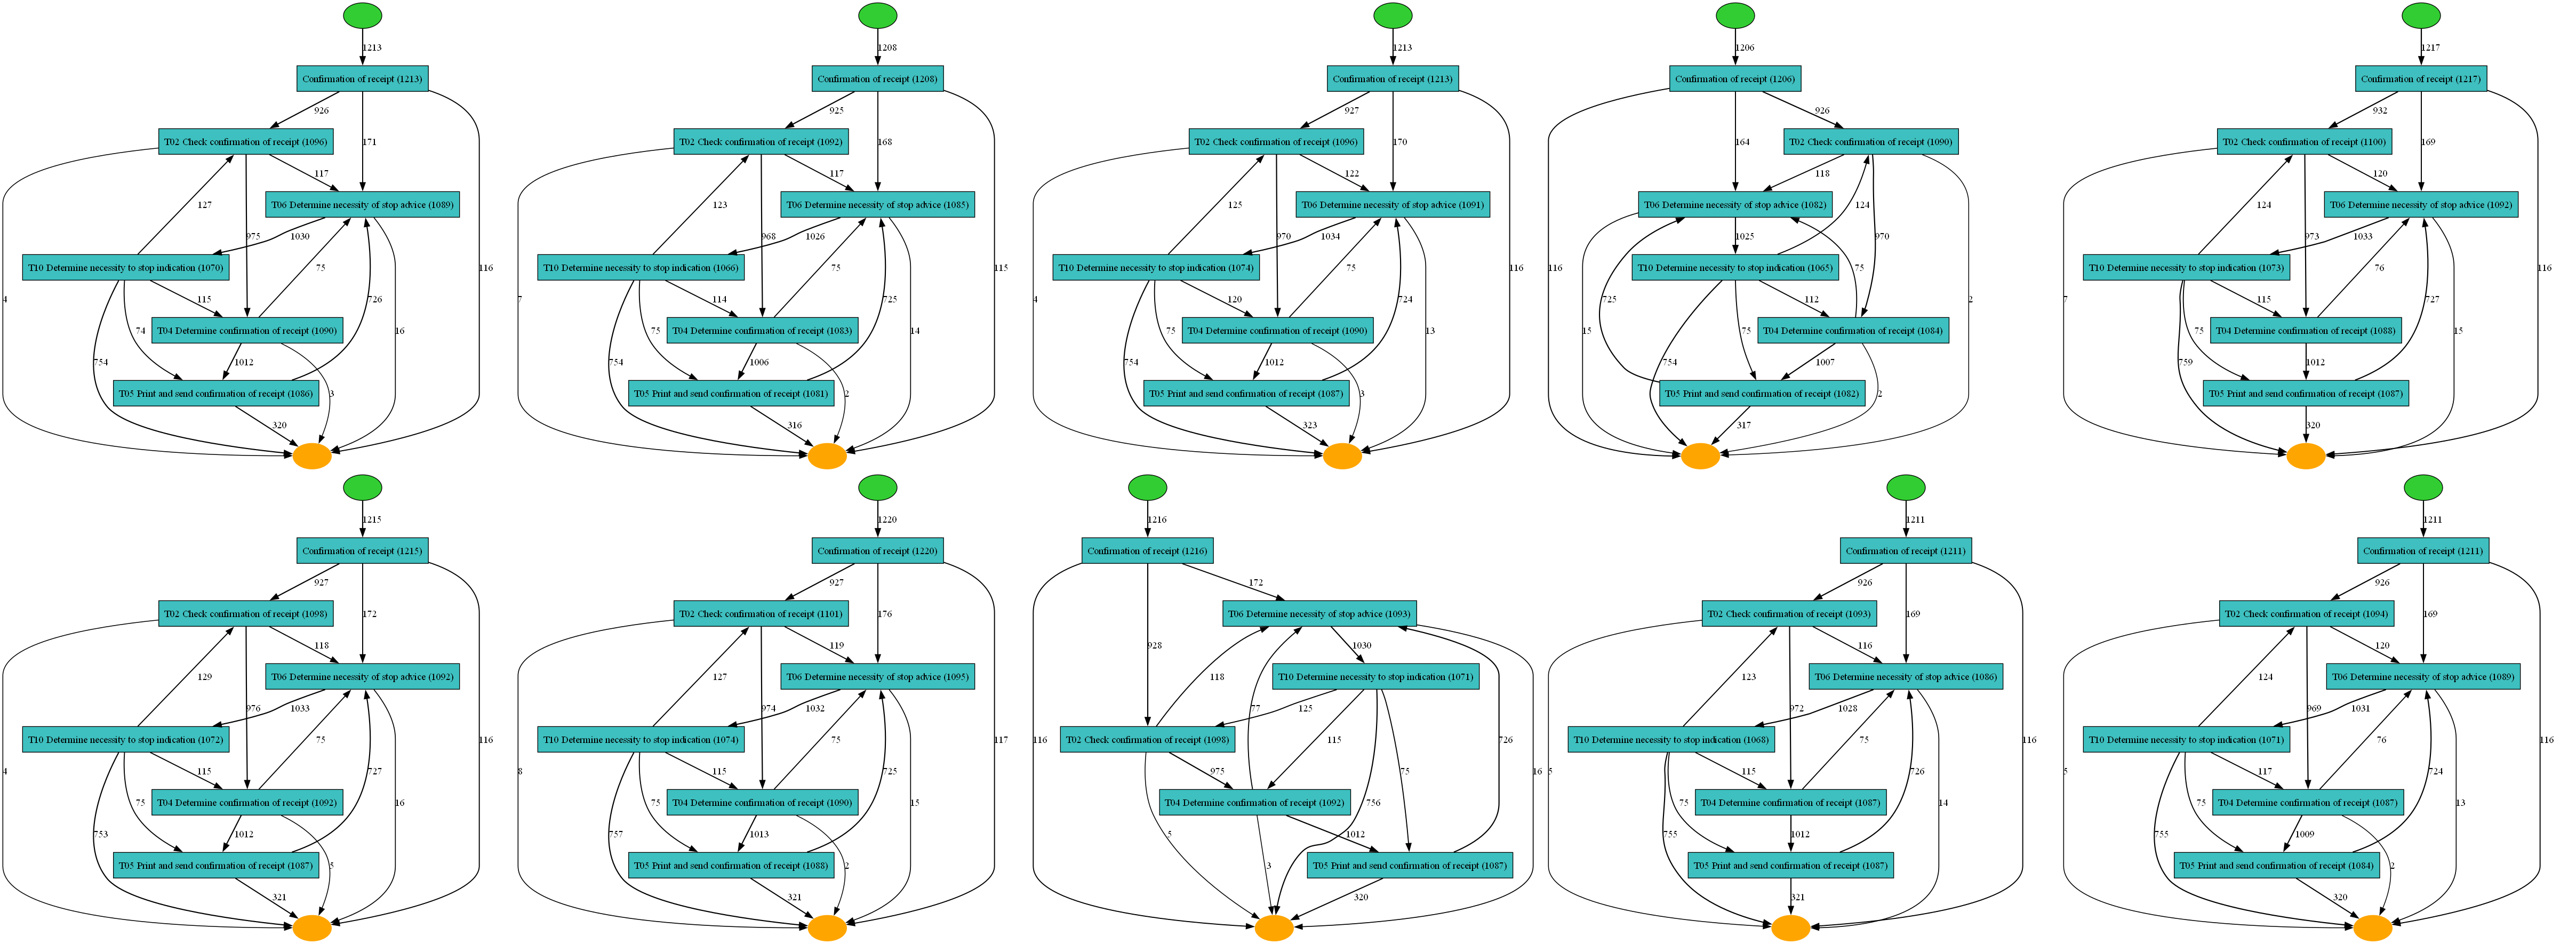 1213
Confirmation of receipt (1213)
926
T02 Check confirmation of receipt (1096)
171
117
T06 Determine necessity of stop advice (1089)
127
1030
975
116
T10 Determine necessity to stop indication (1070)
75
4
115
726
16
74
T04 Determine confirmation of receipt (1090)
754
1012
3
T05 Print and send confirmation of receipt (1086)
320
1208
Confirmation of receipt (1208)
925
T02 Check confirmation of receipt (1092)
168
117
T06 Determine necessity of stop advice (1085)
123
1026
968
115
T10 Determine necessity to stop indication (1066)
75
7
114
725
14
75
T04 Determine confirmation of receipt (1083)
754
1006
2
T05 Print and send confirmation of receipt (1081)
316
1213
Confirmation of receipt (1213)
927
T02 Check confirmation of receipt (1096)
170
122
T06 Determine necessity of stop advice (1091)
125
1034
970
116
T10 Determine necessity to stop indication (1074)
75
4
120
724
13
75
T04 Determine confirmation of receipt (1090)
754
1012
3
T05 Print and send confirmation of receipt (1087)
323
1206
Confirmation of receipt (1206)
926
164
T02 Check confirmation of receipt (1090)
118
T06 Determine necessity of stop advice (1082)
124
1025
970
116
T10 Determine necessity to stop indication (1065)
75
2
725
112
15
75
T04 Determine confirmation of receipt (1084)
754
1007
2
T05 Print and send confirmation of receipt (1082)
317
1217
Confirmation of receipt (1217)
932
T02 Check confirmation of receipt (1100)
169
120
T06 Determine necessity of stop advice (1092)
124
1033
973
116
T10 Determine necessity to stop indication (1073)
76
7
115
727
15
75
T04 Determine confirmation of receipt (1088)
759
1012
T05 Print and send confirmation of receipt (1087)
320
1215
Confirmation of receipt (1215)
927
T02 Check confirmation of receipt (1098)
172
118
T06 Determine necessity of stop advice (1092)
129
1033
976
116
T10 Determine necessity to stop indication (1072)
75
4
115
727
16
75
T04 Determine confirmation of receipt (1092)
753
1012
5
T05 Print and send confirmation of receipt (1087)
321
1220
Confirmation of receipt (1220)
927
T02 Check confirmation of receipt (1101)
176
119
T06 Determine necessity of stop advice (1095)
127
1032
974
117
T10 Determine necessity to stop indication (1074)
75
8
115
725
15
75
T04 Determine confirmation of receipt (1090)
757
1013
2
T05 Print and send confirmation of receipt (1088)
321
1216
Confirmation of receipt (1216)
172
T06 Determine necessity of stop advice (1093)
928
1030
118
T10 Determine necessity to stop indication (1071)
77
125
T02 Check confirmation of receipt (1098)
116
115
726
16
975
75
T04 Determine confirmation of receipt (1092)
756
5
1012
3
T05 Print and send confirmation of receipt (1087)
320
1211
Confirmation of receipt (1211)
926
T02 Check confirmation of receipt (1093)
169
116
T06 Determine necessity of stop advice (1086)
123
1028
972
116
T10 Determine necessity to stop indication (1068)
75
5
115
726
14
75
T04 Determine confirmation of receipt (1087)
755
1012
T05 Print and send confirmation of receipt (1087)
321
1211
Confirmation of receipt (1211)
926
T02 Check confirmation of receipt (1094)
169
120
T06 Determine necessity of stop advice (1089)
124
1031
969
116
T10 Determine necessity to stop indication (1071)
76
5
117
724
13
75
T04 Determine confirmation of receipt (1087)
755
1009
2
T05 Print and send confirmation of receipt (1084)
320